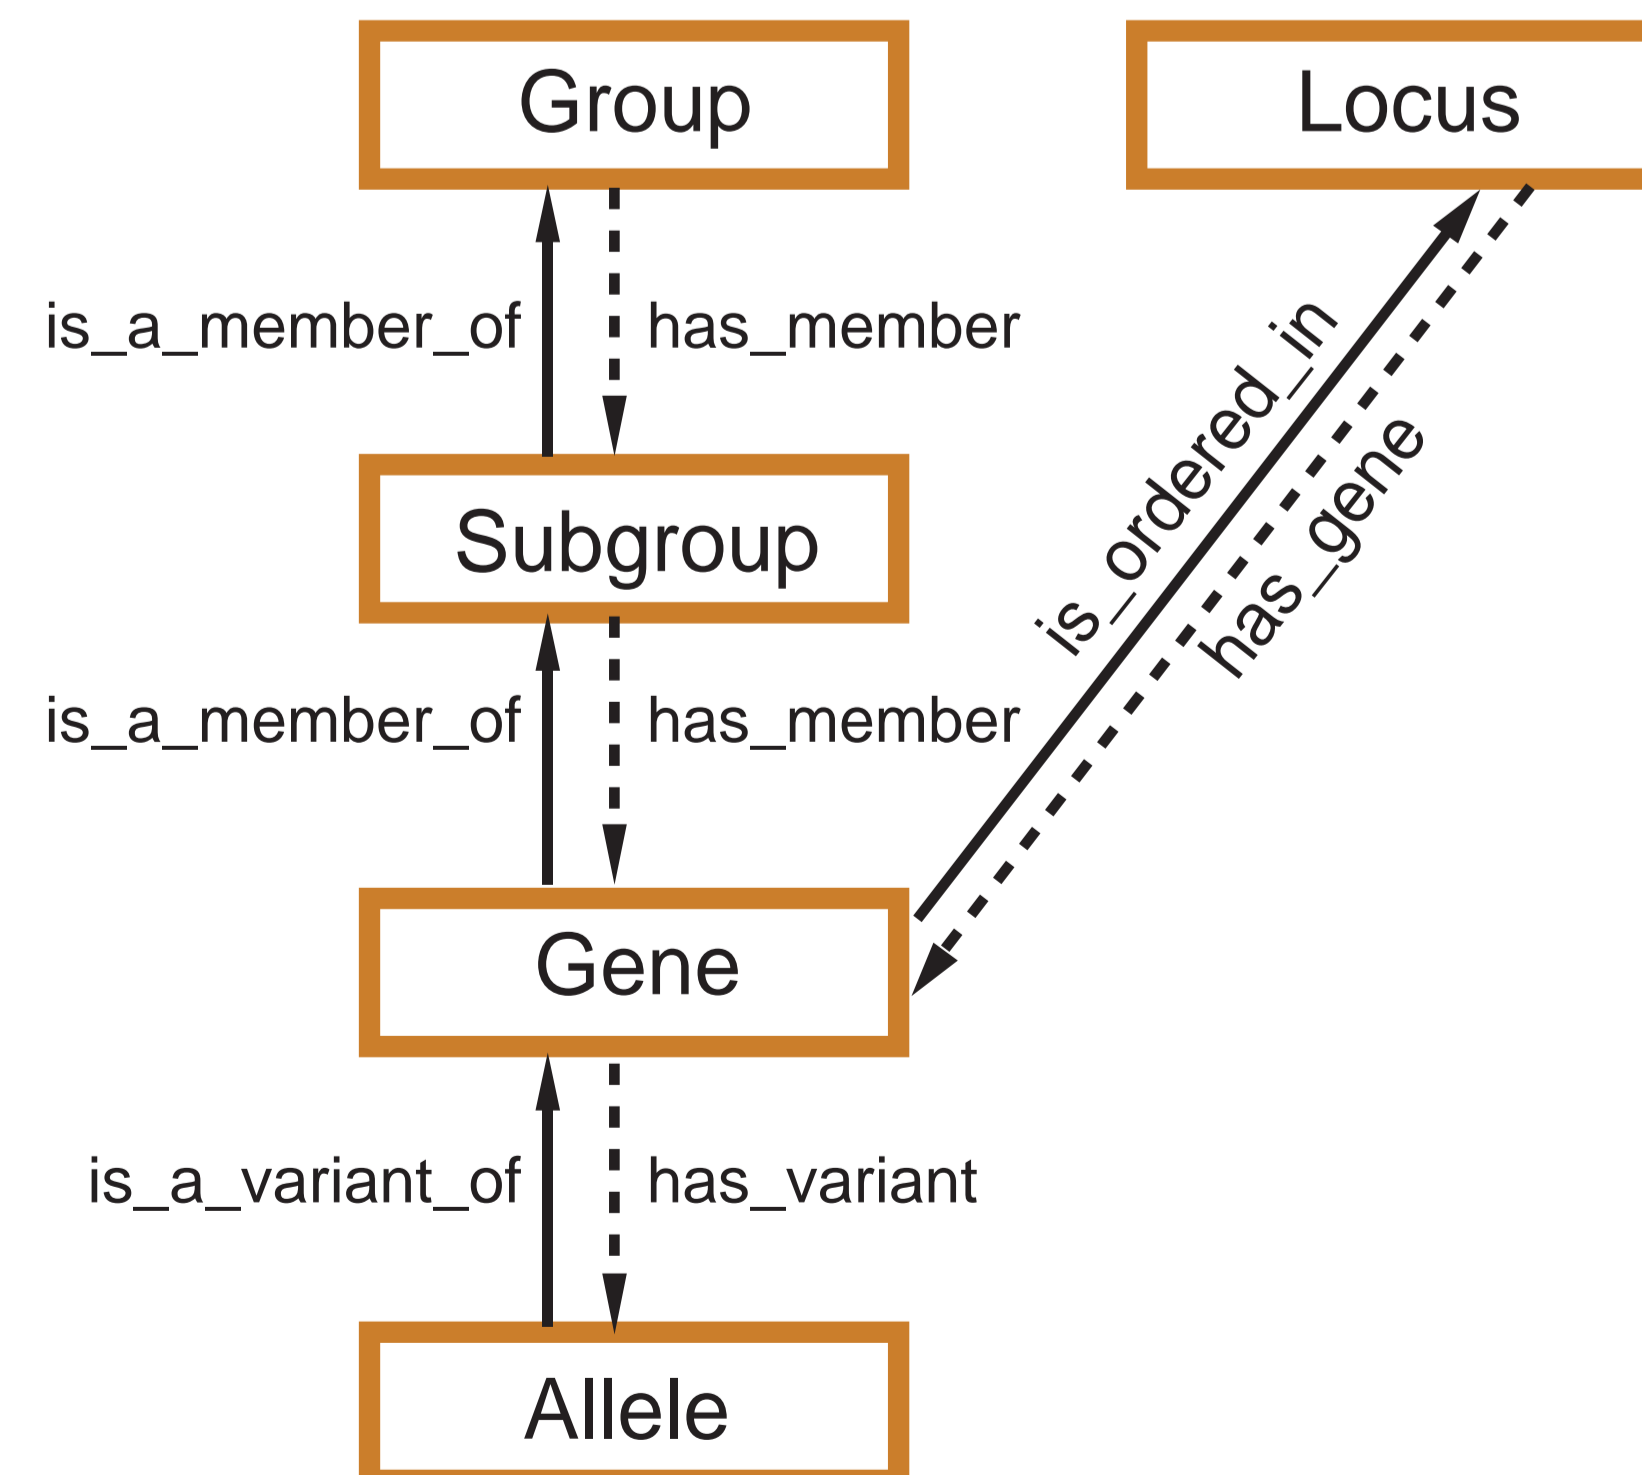 Group
Locus
is_a_member_of
has_member
is_ordered_in
has_gene
Subgroup
is_a_member_of
has_member
Gene
is_a_variant_of
has_variant
Allele